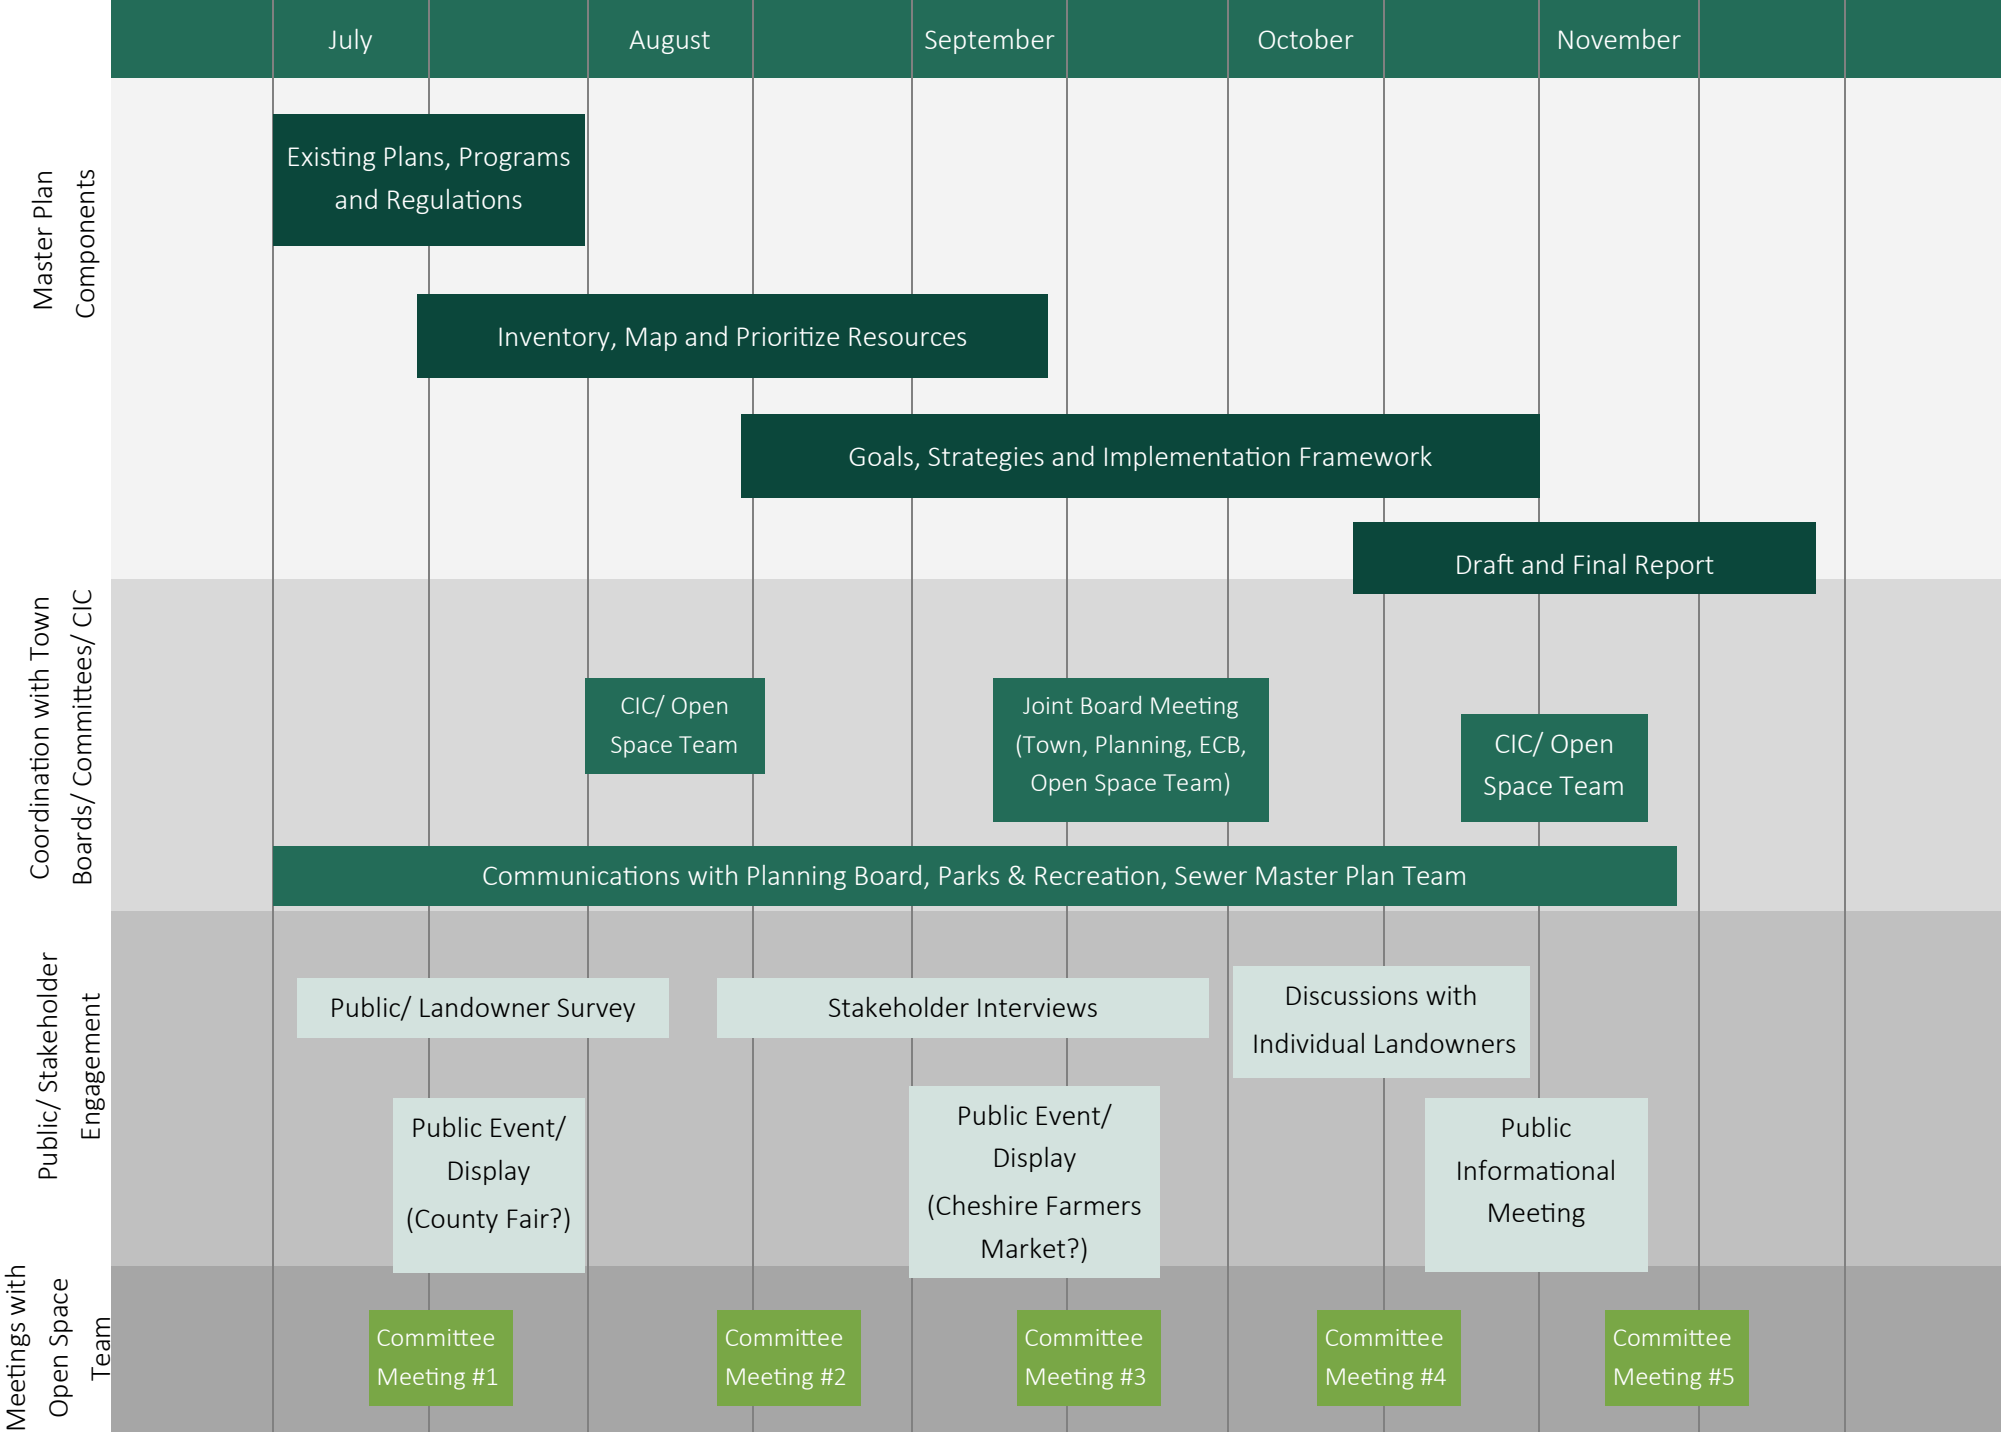 July
August
September
October
November
Master Plan
Components
Existing Plans, Programs
and Regulations
Inventory, Map and Prioritize Resources
Goals, Strategies and Implementation Framework
Draft and Final Report
Coordination with Town
Boards/ Committees/ CIC
CIC/ Open
Space Team
Joint Board Meeting
(Town, Planning, ECB,
Open Space Team)
CIC/ Open
Space Team
Communications with Planning Board, Parks & Recreation, Sewer Master Plan Team
Public/ Stakeholder
Engagement
Public/ Landowner Survey
Stakeholder Interviews
Discussions with
Individual Landowners
Public Event/
Display
(County Fair?)
Public Event/
Display
(Cheshire Farmers
Market?)
Public
Informational
Meeting
Meetings with
Open Space
Team
Committee
Meeting #1
Committee
Meeting #2
Committee
Meeting #3
Committee
Meeting #4
Committee
Meeting #5